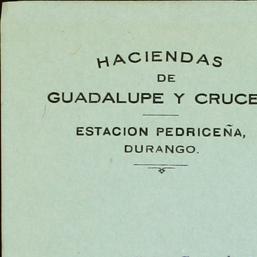 HACIENDAS
DE
GUADALUPE Y CRUCE
ESTACION PEDRICEÑA,
DURANGO.